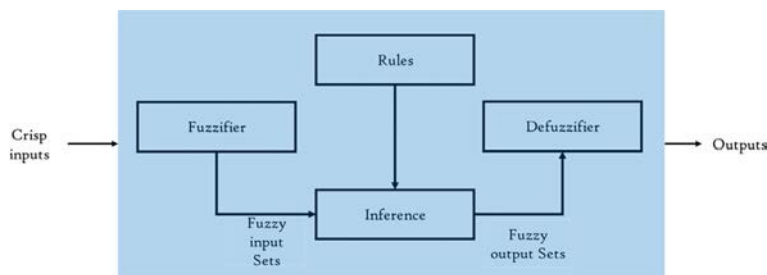 Rules
Fuzzifier
Defuzzifier
Crisp
inputs
Outputs
Inference
Fuzzy
input
Sets
Fuzzy
output Sets